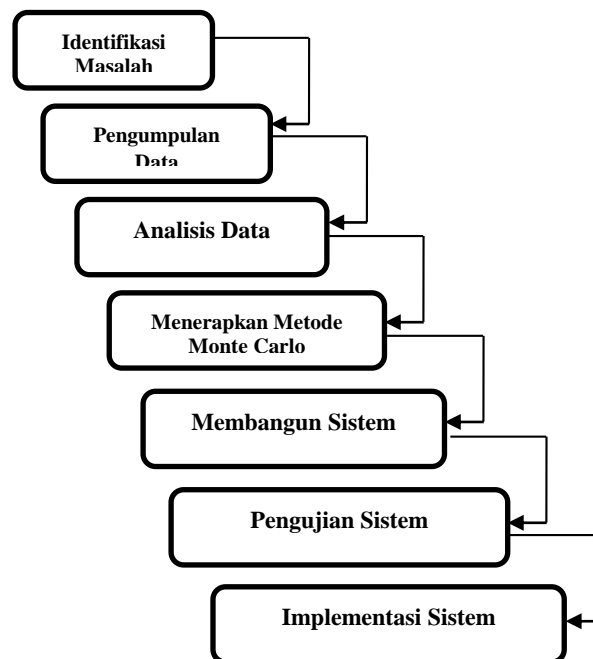 Identifikasi
Masalah
Pengumpulan
Data
Analisis Data
Menerapkan Metode
Monte Carlo
Membangun Sistem
Pengujian Sistem
Implementasi Sistem